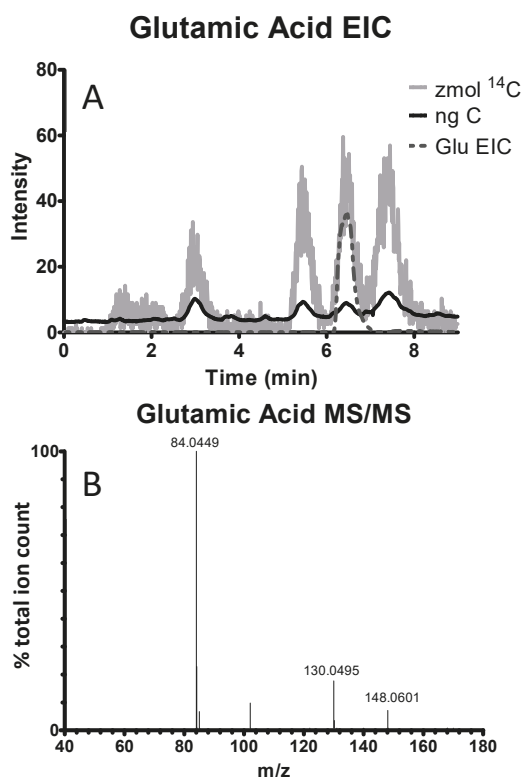 Glutamic Acid EIC
A
80
60
40
20
0
Intensity
zmol ¹⁴C
ng C
Glu EIC
0 2 4 6 8
Time (min)
Glutamic Acid MS/MS
B
84.0449
130.0495
148.0601
100
0
% total ion count
40 60 80 100 120 140 160 180
m/z